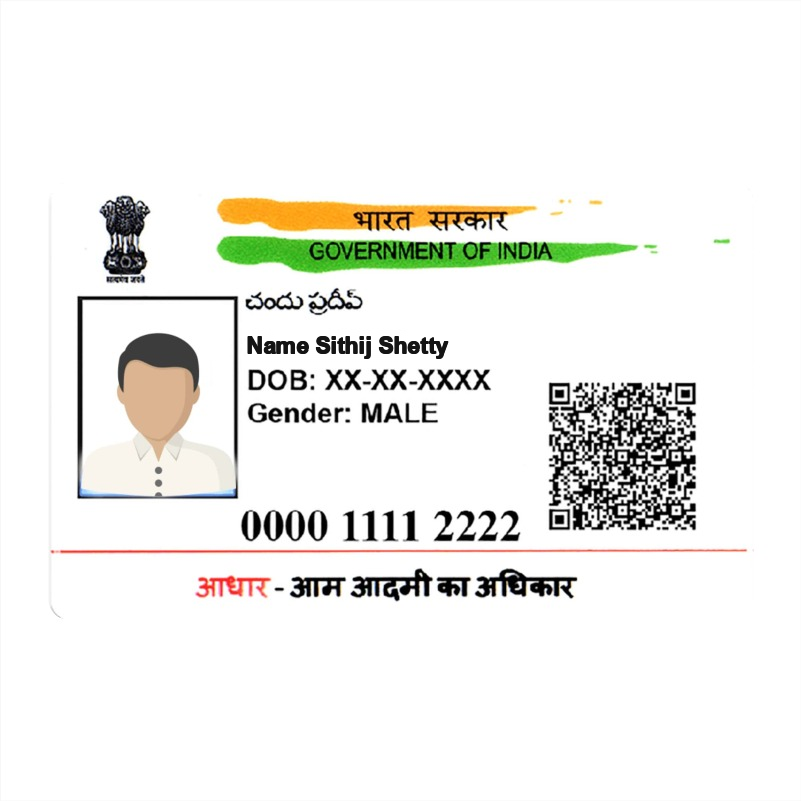 भारत सरकार
GOVERNMENT OF INDIA
सत्यमेव जयते
చందు ప్రదీప్
Name Sithij Shetty
DOB: XX-XX-XXXX
Gender: MALE
0000 1111 2222
आधार - आम आदमी का अधिकार